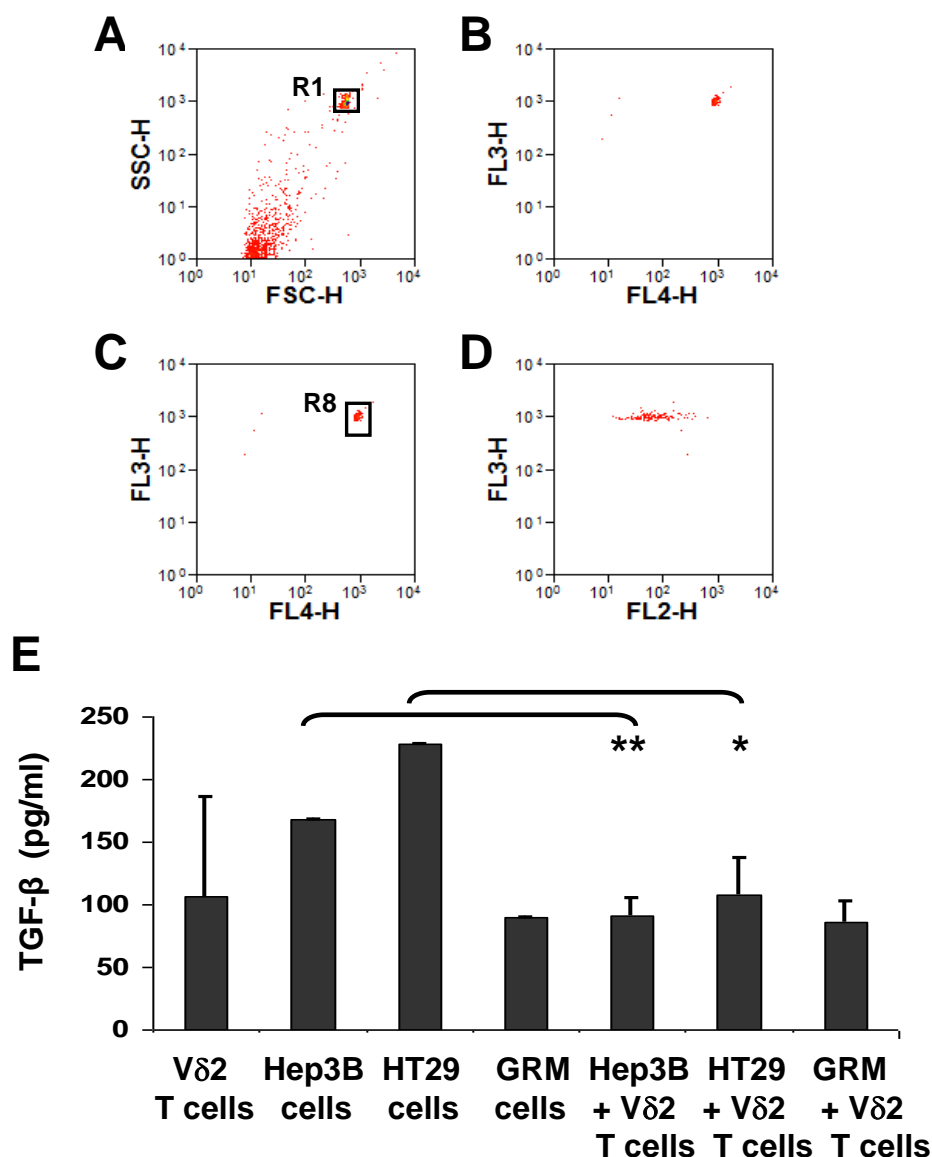 A
10⁴
10³
10²
10¹
10⁰
SSC-H
R1
10⁰ 10¹ 10² 10³ 10⁴
FSC-H
B
10⁴
10³
10²
10¹
10⁰
FL3-H
10⁰ 10¹ 10² 10³ 10⁴
FL4-H
C
10⁴
10³
10²
10¹
10⁰
FL3-H
R8
10⁰ 10¹ 10² 10³ 10⁴
FL4-H
D
10⁴
10³
10²
10¹
10⁰
FL3-H
10⁰ 10¹ 10² 10³ 10⁴
FL2-H
E
TGF-β (pg/ml)
250
200
150
100
50
0
** *
Vδ2 Hep3B HT29 GRM Hep3B HT29 GRM
T cells cells cells cells + Vδ2 + Vδ2 + Vδ2
T cells T cells T cells